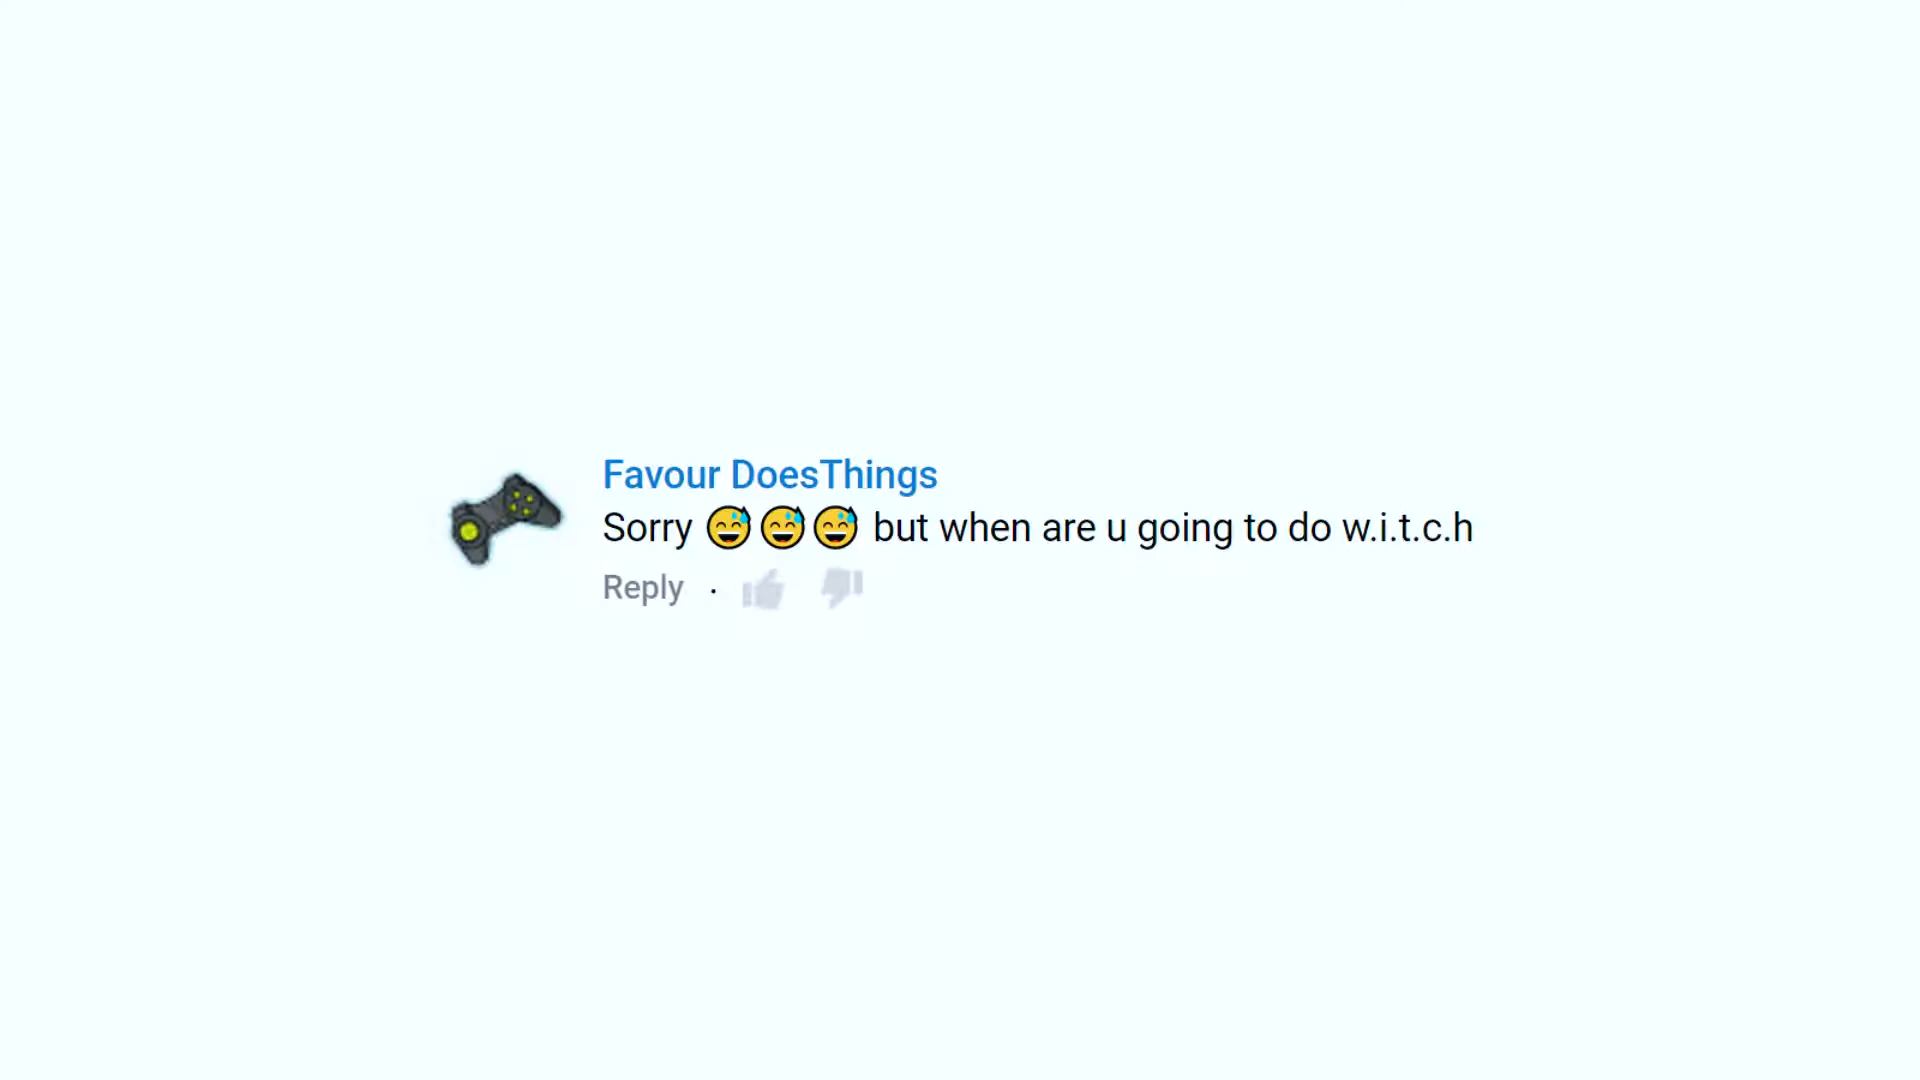 Favour DoesThings
Sorry 😅😅😅 but when are u going to do w.i.t.c.h
Reply ·